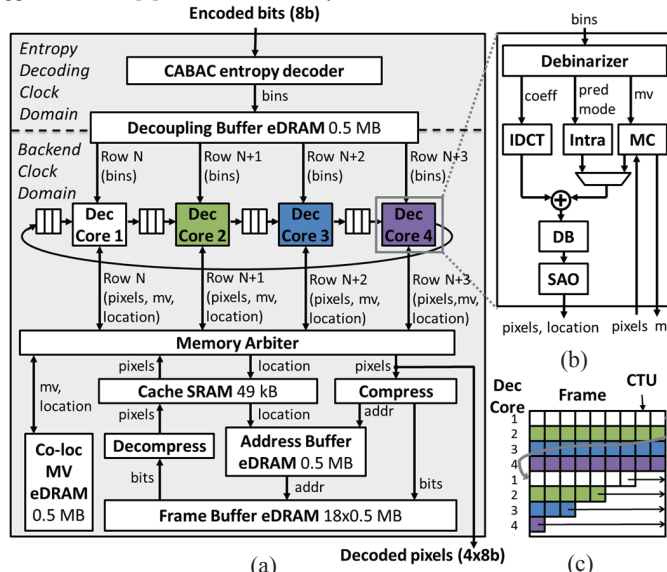 Encoded bits (8b)
Entropy
Decoding
Clock
Domain
CABAC entropy decoder
bins
Decoupling Buffer eDRAM 0.5 MB
Backend
Clock
Domain
Row N
(bins)
Row N+1
(bins)
Row N+2
(bins)
Row N+3
(bins)
Dec
Core 1
Dec
Core 2
Dec
Core 3
Dec
Core 4
Row N
(pixels, mv,
location)
Row N+1
(pixels, mv,
location)
Row N+2
(pixels, mv,
location)
Row N+3
(pixels,mv,
location)
Memory Arbiter
mv,
location
pixels
location
pixels
Cache SRAM 49 kB
Compress
pixels
location
addr
Decompress
Address Buffer
eDRAM 0.5 MB
Co-loc
MV
eDRAM
0.5 MB
bits
addr
bits
Frame Buffer eDRAM 18x0.5 MB
Decoded pixels (4x8b)
(a)
bins
Debinarizer
coeff
pred
mode
mv
IDCT
Intra
MC
+
DB
SAO
pixels, location
pixels
(b)
Dec
Core
Frame
CTU
1
2
3
4
1
2
3
4
(c)